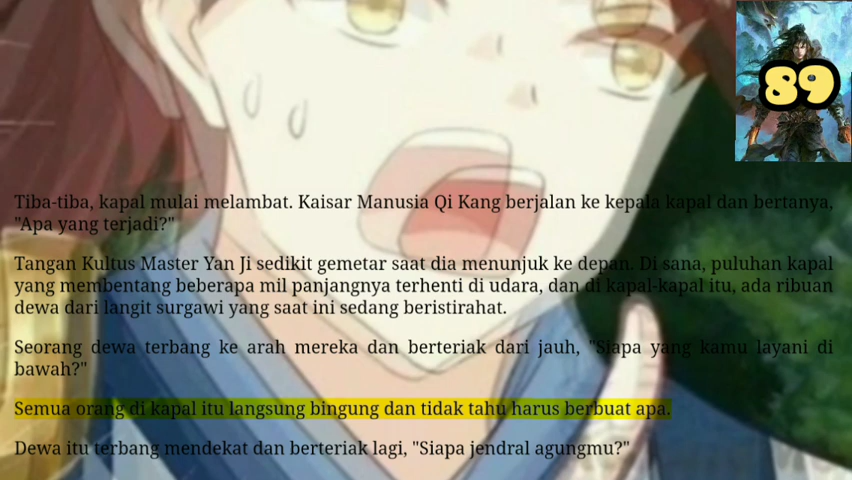 89
Tiba-tiba, kapal mulai melambat. Kaisar Manusia Qi Kang berjalan ke kepala kapal dan bertanya,
"Apa yang terjadi?"
Tangan Kultus Master Yan Ji sedikit gemetar saat dia menunjuk ke depan. Di sana, puluhan kapal
yang membentang beberapa mil panjangnya terhenti di udara, dan di kapal-kapal itu, ada ribuan
dewa dari langit surgawi yang saat ini sedang beristirahat.
Seorang dewa terbang ke arah mereka dan berteriak dari jauh, "Siapa yang kamu layani di
bawah?"
Semua orang di kapal itu langsung bingung dan tidak tahu harus berbuat apa.
Dewa itu terbang mendekat dan berteriak lagi, "Siapa jendral agungmu?"